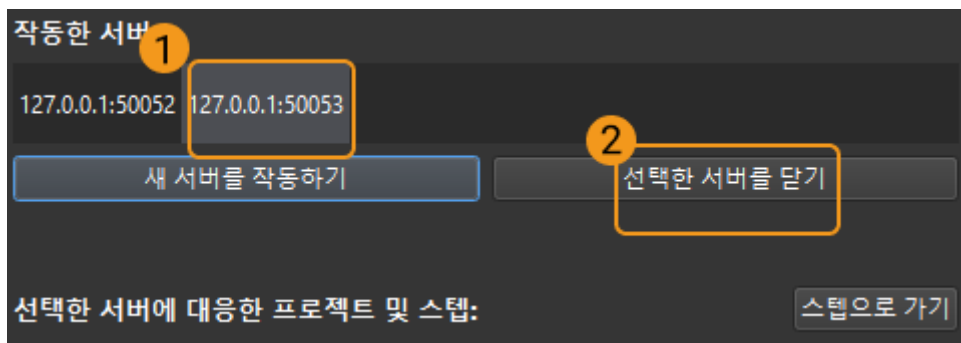 작동한 서버
1
127.0.0.1:50052 127.0.0.1:50053
2
새 서버를 작동하기 선택한 서버를 닫기
선택한 서버에 대응한 프로젝트 및 스텝: 스텝으로 가기